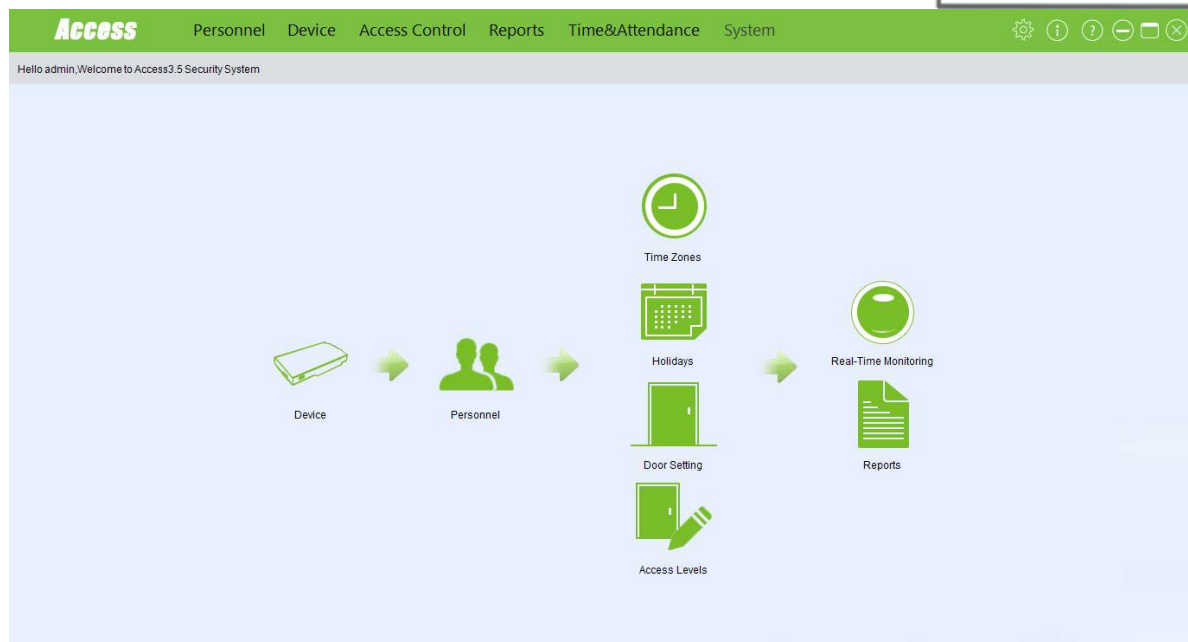 Access Personnel Device Access Control Reports Time&Attendance System
Hello admin,Welcome to Access3.5 Security System
Time Zones
Holidays
Real-Time Monitoring
Device
Personnel
Door Setting
Reports
Access Levels